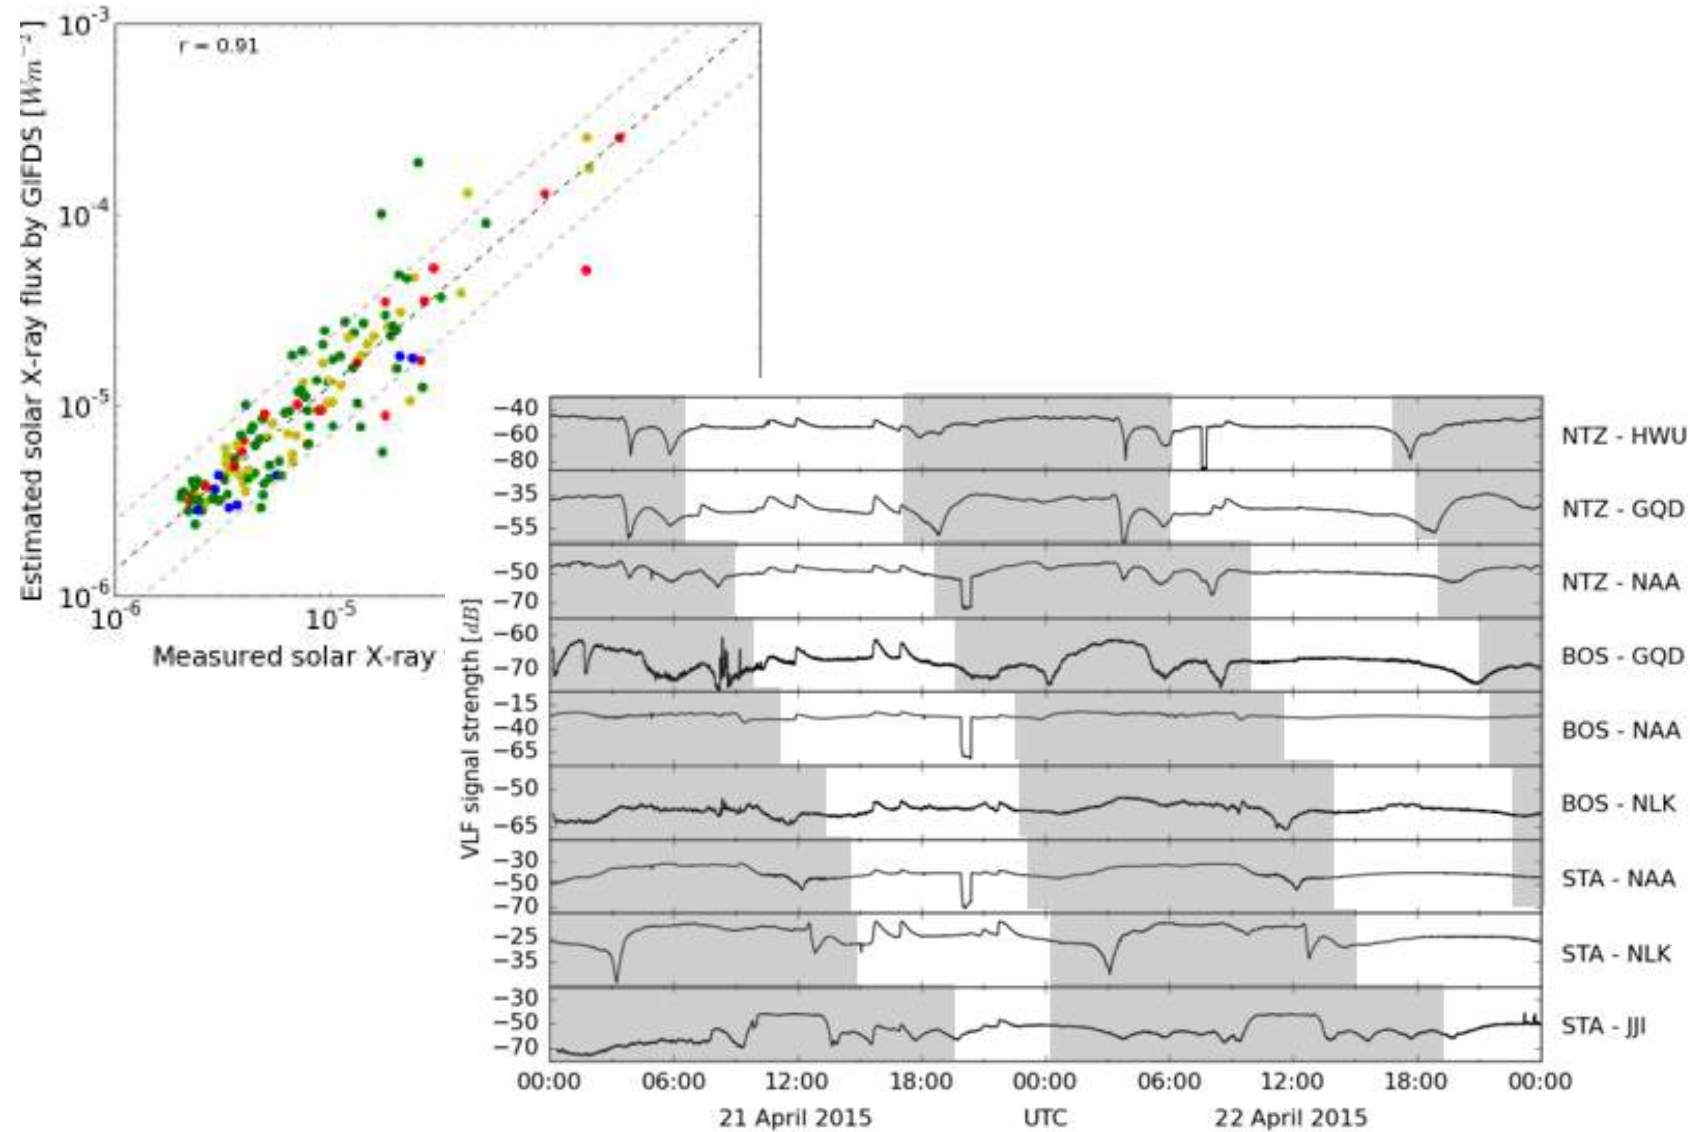 Estimated solar X-ray flux by GIFDS [Wm⁻²]
10⁻³
10⁻⁴
10⁻⁵
10⁻⁶
r = 0.91
10⁻⁶ 10⁻⁵
Measured solar X-ray
VLF signal strength [dB]
−40
−60
−80
NTZ - HWU
−35
−55
NTZ - GQD
−50
−70
NTZ - NAA
−60
−70
BOS - GQD
−15
−40
−65
BOS - NAA
−50
−65
BOS - NLK
−30
−50
−70
STA - NAA
−25
−35
STA - NLK
−30
−50
−70
STA - JJI
00:00 06:00 12:00 18:00 00:00 06:00 12:00 18:00 00:00
21 April 2015 UTC 22 April 2015